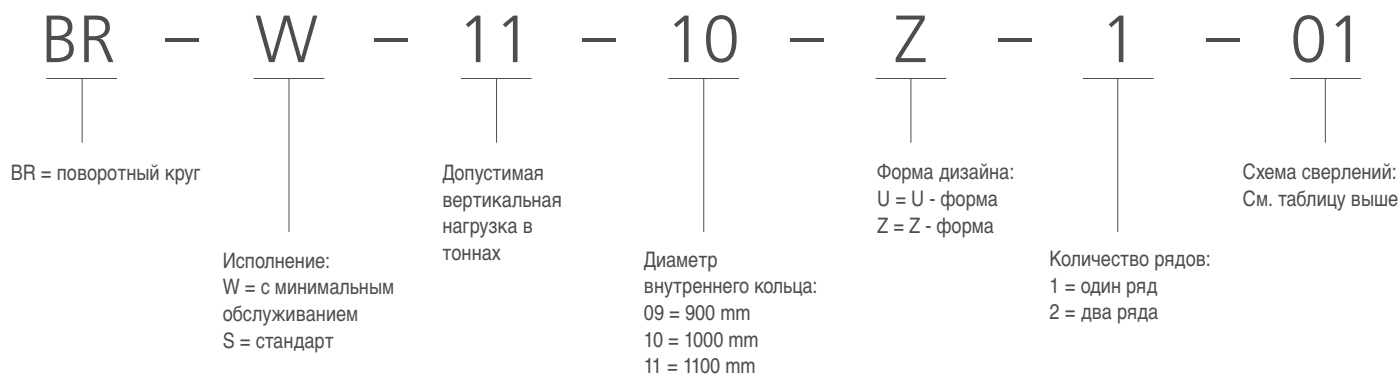 BR – W – 11 – 10 – Z – 1 – 01
BR = поворотный круг
Исполнение:
W = с минимальным
обслуживанием
S = стандарт
Допустимая
вертикальная
нагрузка в
тоннах
Диаметр
внутреннего кольца:
09 = 900 mm
10 = 1000 mm
11 = 1100 mm
Форма дизайна:
U = U - форма
Z = Z - форма
Количество рядов:
1 = один ряд
2 = два ряда
Схема сверлений:
См. таблицу выше